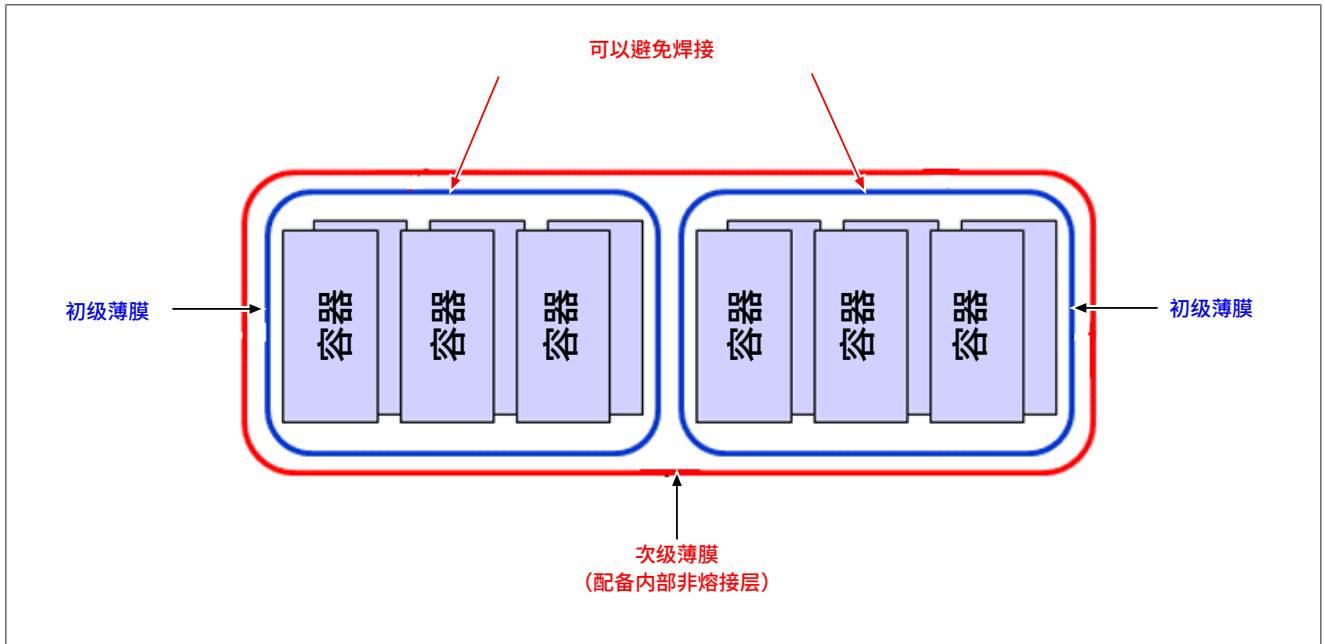 可以避免焊接
初级薄膜
容器
容器
容器
容器
容器
容器
初级薄膜
次级薄膜
（配备内部非熔接层）